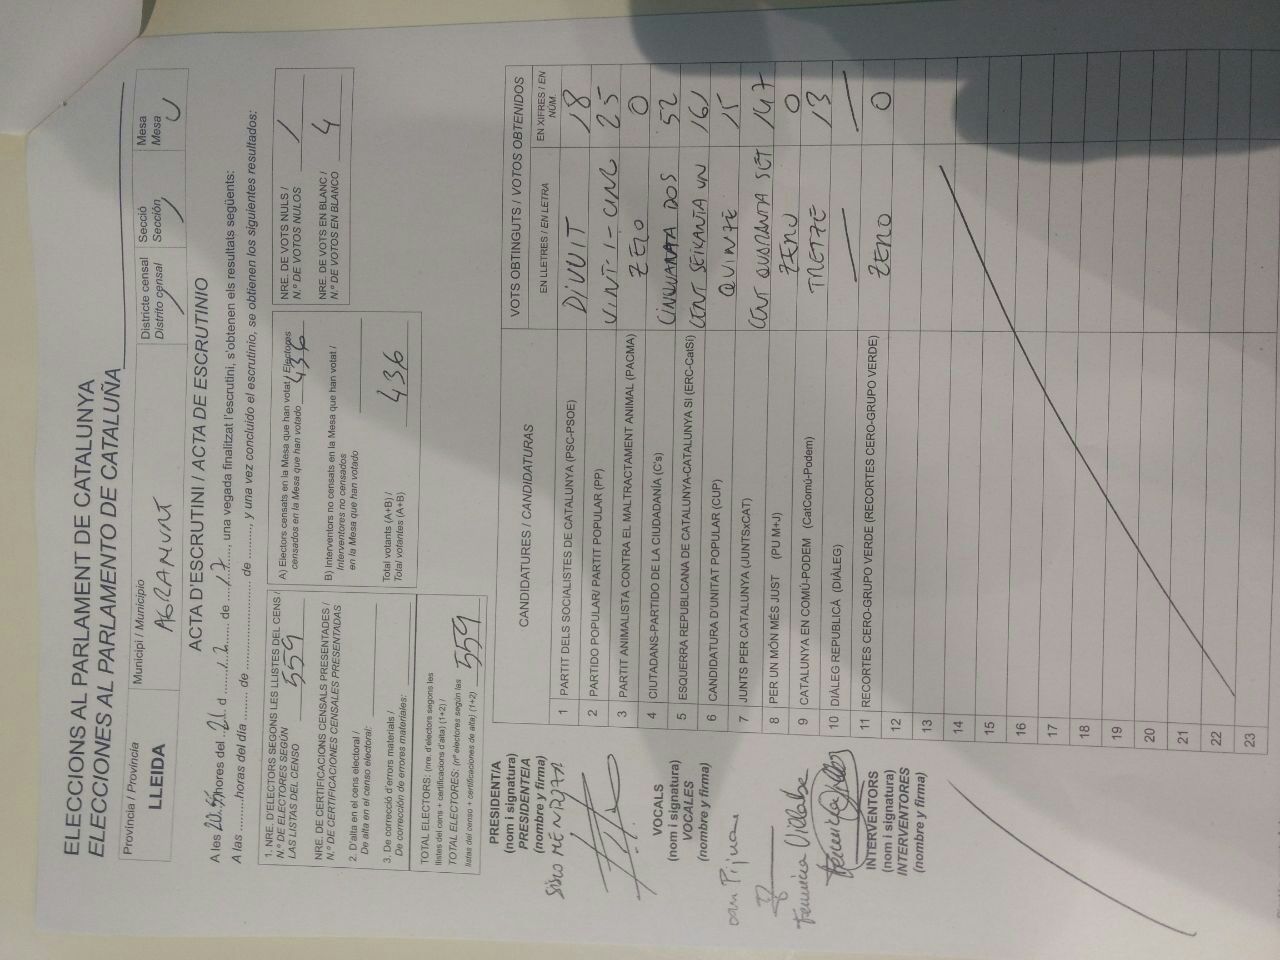 ELECCIONS AL PARLAMENT DE CATALUNYA
ELECCIONES AL PARLAMENTO DE CATALUÑA
Província / Provincia
LLEIDA
Municipi / Municipio
AGRAMUNT
Districte censal
Distrito censal
Secció
Sección
Mesa
Mesa
U
ACTA D'ESCRUTINI / ACTA DE ESCRUTINIO
A les 20.55 hores del 21 d 12 de 17, una vegada finalitzat l'escrutini, s'obtenen els resultats següents:
A las ..........horas del día ........ de .......................... de .........., y una vez concluido el escrutinio, se obtienen los siguientes resultados:
1. NRE. D'ELECTORS SEGONS LES LLISTES DEL CENS /
N.º DE ELECTORES SEGÚN
LAS LISTAS DEL CENSO 559
NRE. DE CERTIFICACIONS CENSALS PRESENTADES /
N.º DE CERTIFICACIONES CENSALES PRESENTADAS
2. D'alta en el cens electoral /
De alta en el censo electoral:
3. De correcció d'errors materials /
De corrección de errores materiales:
TOTAL ELECTORS: (nre. d'electors segons les
llistes del cens + certificacions d'alta) (1+2) /
TOTAL ELECTORES: (nº electores según las
listas del censo + certificaciones de alta) (1+2) 559
A) Electors censats en la Mesa que han votat / Electores
censados en la Mesa que han votado 436
B) Interventors no censats en la Mesa que han votat /
Interventores no censados
en la Mesa que han votado
Total votants (A+B) /
Total votantes (A+B) 436
NRE. DE VOTS NULS /
N.º DE VOTOS NULOS 1
NRE. DE VOTS EN BLANC /
N.º DE VOTOS EN BLANCO 4
PRESIDENT/A
(nom i signatura)
PRESIDENTE/A
(nombre y firma)
VOCALS
(nom i signatura)
VOCALES
(nombre y firma)
INTERVENTORS
(nom i signatura)
INTERVENTORES
(nombre y firma)
CANDIDATURES / CANDIDATURAS
VOTS OBTINGUTS / VOTOS OBTENIDOS
EN LLETRES / EN LETRA
EN XIFRES / EN NÚM.
1 PARTIT DELS SOCIALISTES DE CATALUNYA (PSC-PSOE) DIVUIT 18
2 PARTIDO POPULAR/ PARTIT POPULAR (PP) VINT-I-CINC 25
3 PARTIT ANIMALISTA CONTRA EL MALTRACTAMENT ANIMAL (PACMA) ZERO 0
4 CIUTADANS-PARTIDO DE LA CIUDADANÍA (C's) CINQUANTA DOS 52
5 ESQUERRA REPUBLICANA DE CATALUNYA-CATALUNYA SÍ (ERC-CatSí) CENT SEIXANTA UN 161
6 CANDIDATURA D'UNITAT POPULAR (CUP) QUINZE 15
7 JUNTS PER CATALUNYA (JUNTSxCAT) CENT QUARANTA SET 147
8 PER UN MÓN MÉS JUST (PU M+J) ZERO 0
9 CATALUNYA EN COMÚ-PODEM (CatComú-Podem) TRETZE 13
10 DIÀLEG REPUBLICÀ (DIÀLEG)
11 RECORTES CERO-GRUPO VERDE (RECORTES CERO-GRUPO VERDE) ZERO 0
12
13
14
15
16
17
18
19
20
21
22
23